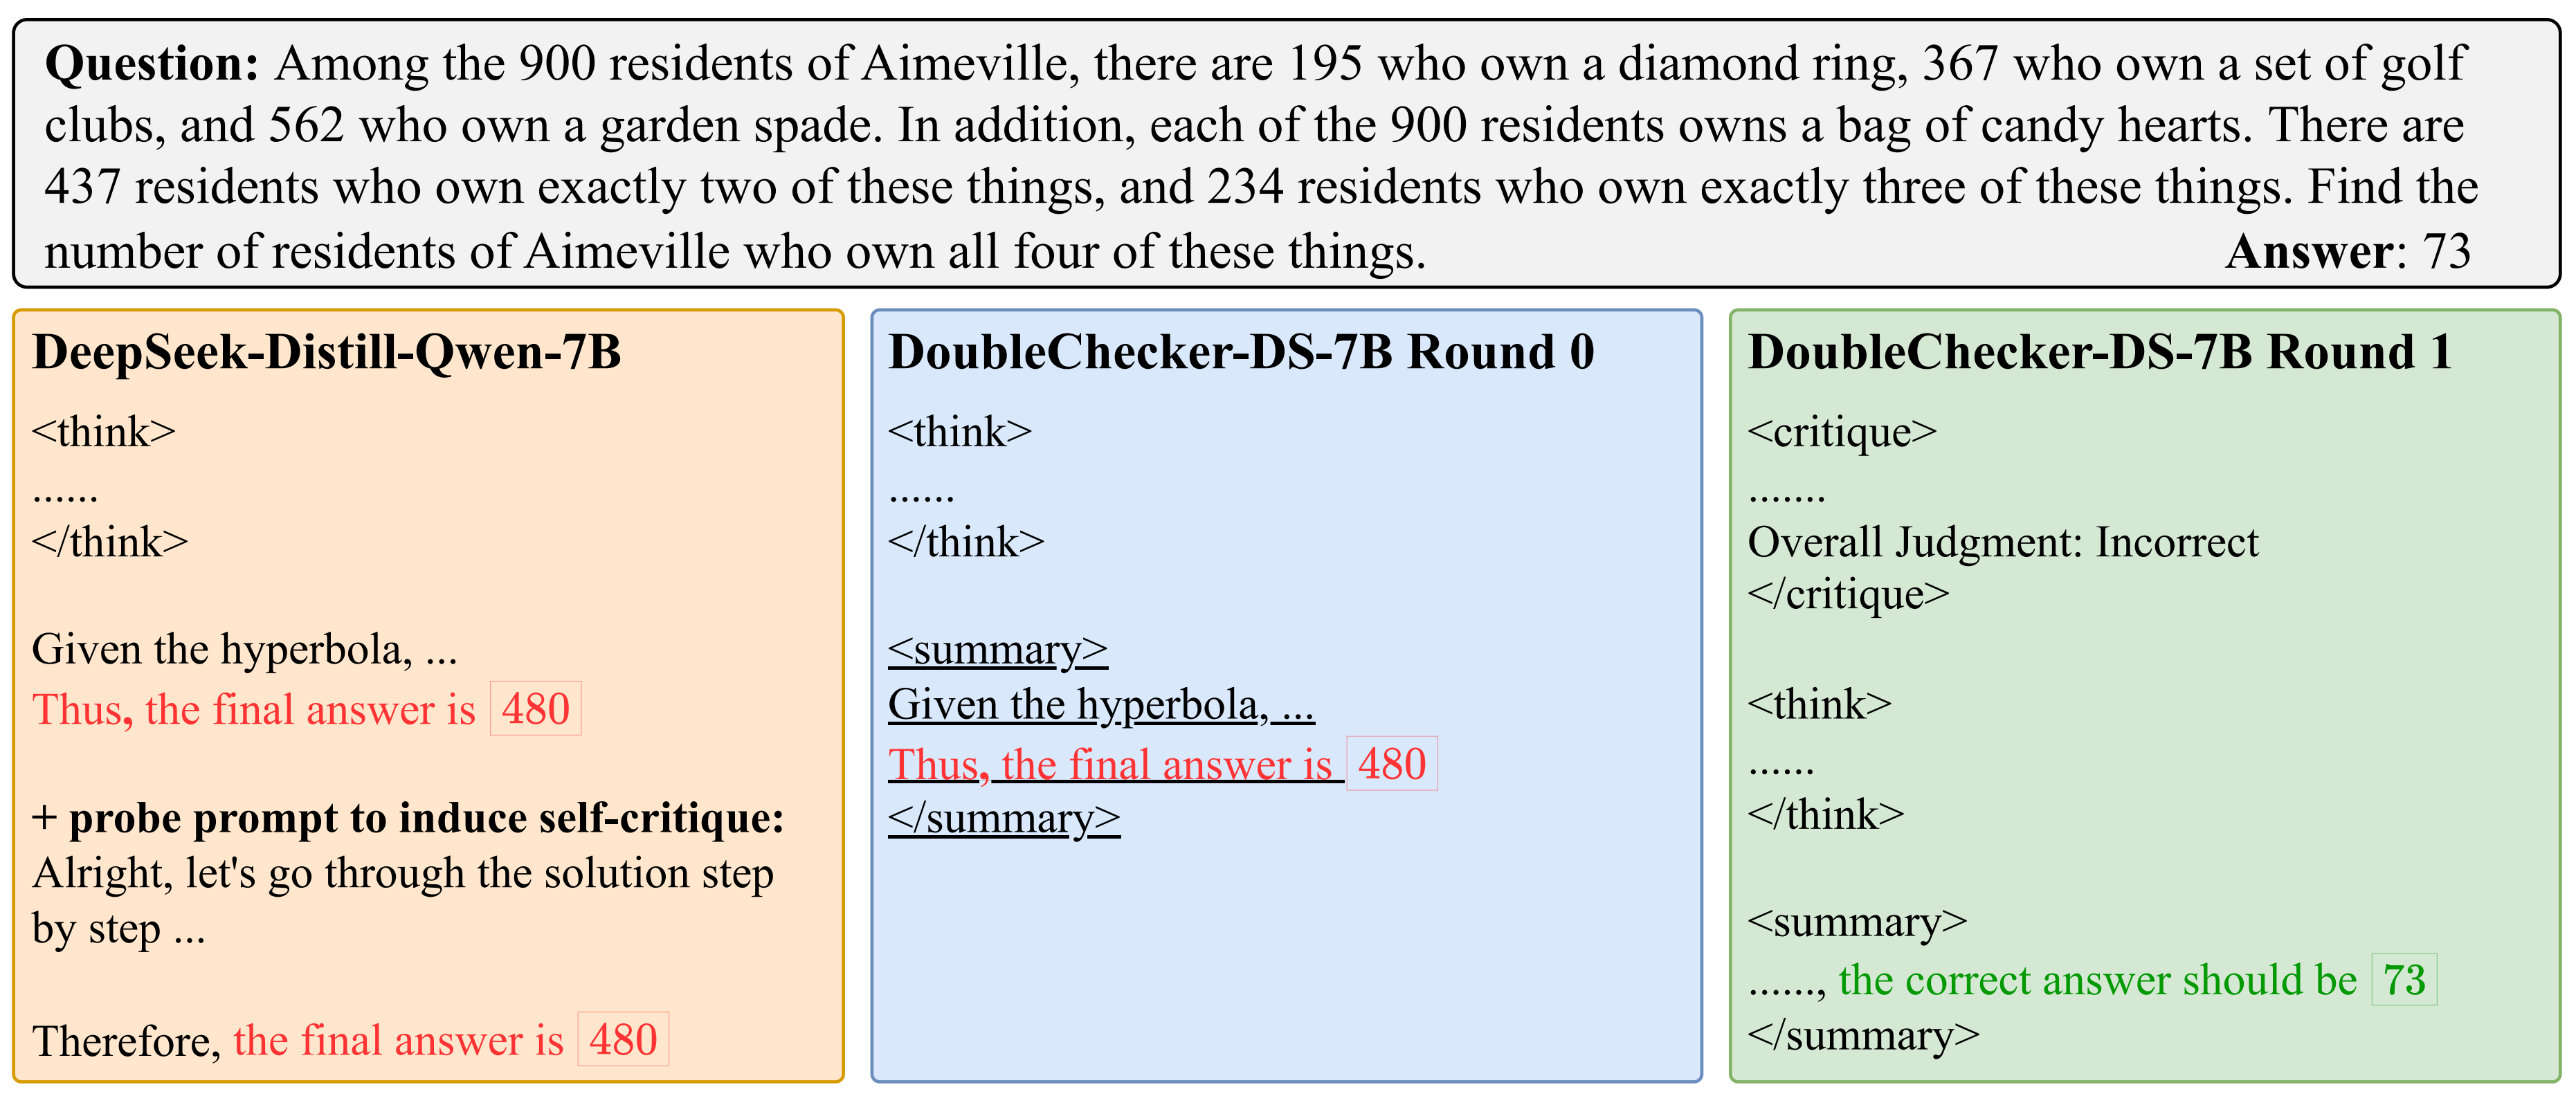 Question: Among the 900 residents of Aimeville, there are 195 who own a diamond ring, 367 who own a set of golf
clubs, and 562 who own a garden spade. In addition, each of the 900 residents owns a bag of candy hearts. There are
437 residents who own exactly two of these things, and 234 residents who own exactly three of these things. Find the
number of residents of Aimeville who own all four of these things. Answer: 73
DeepSeek-Distill-Qwen-7B
<think>
......
</think>
Given the hyperbola, ...
Thus, the final answer is 480
+ probe prompt to induce self-critique:
Alright, let's go through the solution step
by step ...
Therefore, the final answer is 480
DoubleChecker-DS-7B Round 0
<think>
......
</think>
<summary>
Given the hyperbola, ...
Thus, the final answer is 480
</summary>
DoubleChecker-DS-7B Round 1
<critique>
.......
Overall Judgment: Incorrect
</critique>
<think>
......
</think>
<summary>
......, the correct answer should be 73
</summary>